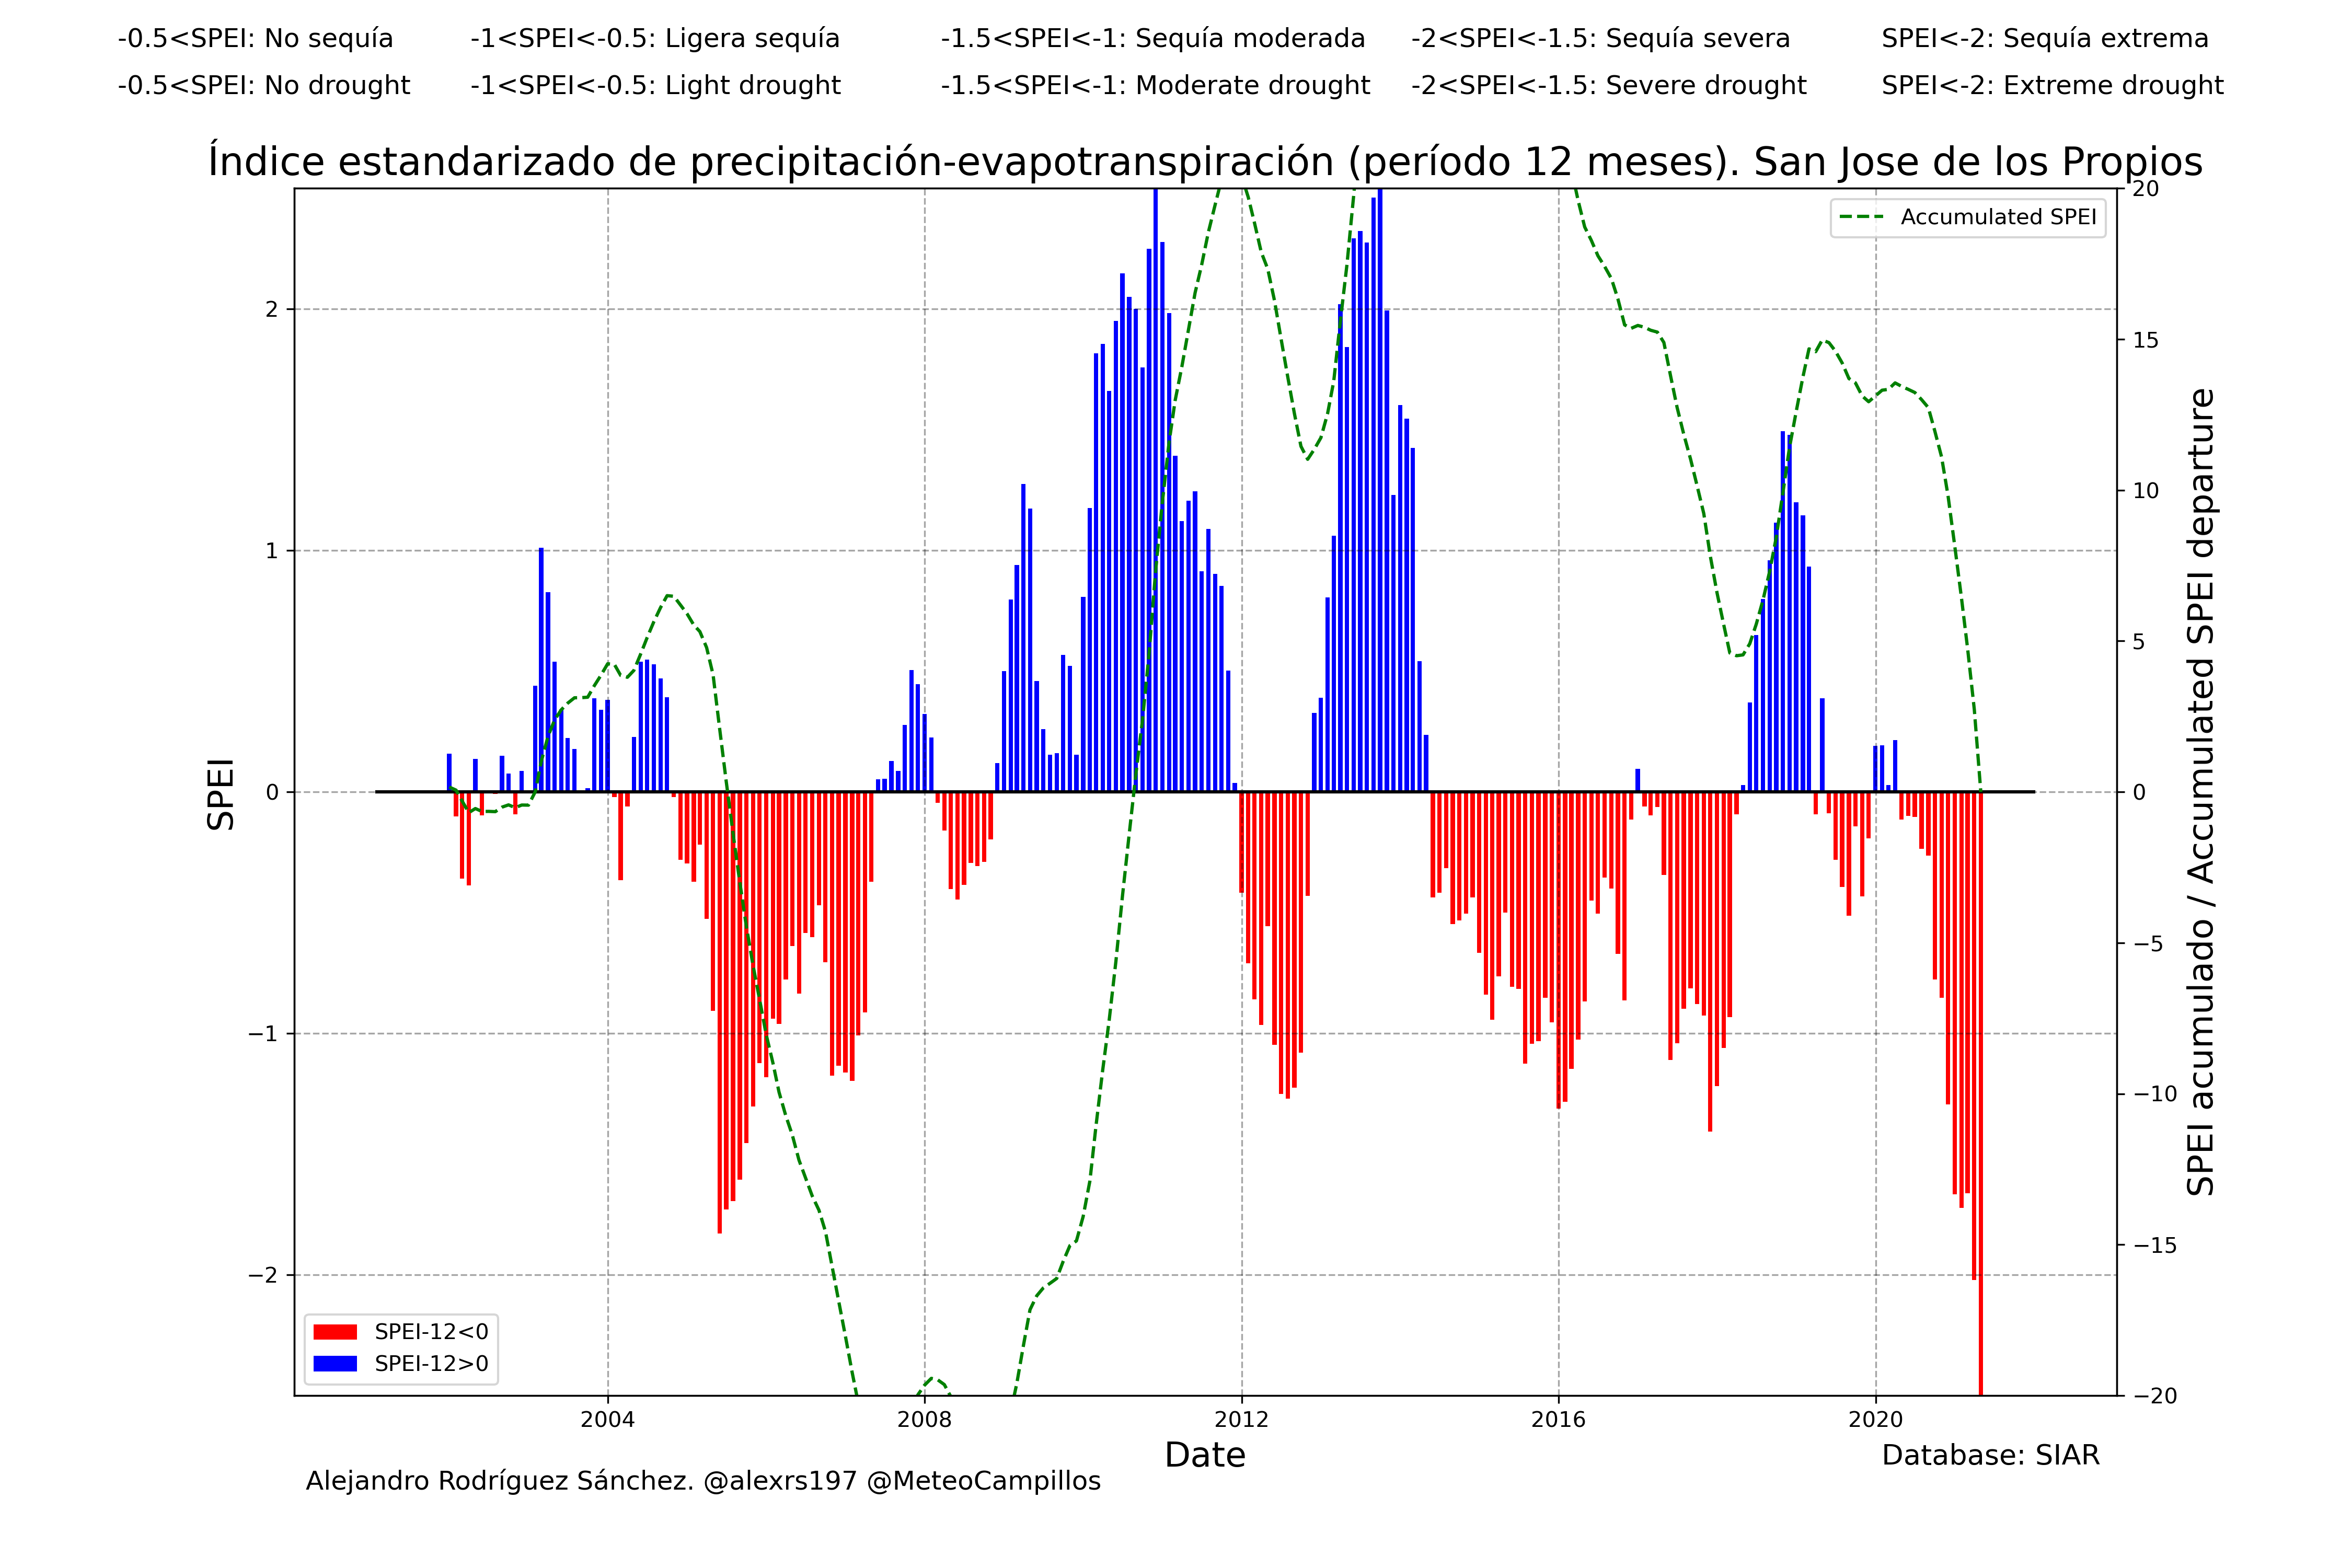 -0.5<SPEI: No sequía -1<SPEI<-0.5: Ligera sequía -1.5<SPEI<-1: Sequía moderada -2<SPEI<-1.5: Sequía severa SPEI<-2: Sequía extrema
-0.5<SPEI: No drought -1<SPEI<-0.5: Light drought -1.5<SPEI<-1: Moderate drought -2<SPEI<-1.5: Severe drought SPEI<-2: Extreme drought
Índice estandarizado de precipitación-evapotranspiración (período 12 meses). San Jose de los Propios
SPEI
2
1
0
−1
−2
Accumulated SPEI
20
15
10
5
0
−5
−10
−15
−20
SPEI acumulado / Accumulated SPEI departure
SPEI-12<0
SPEI-12>0
2004 2008 2012 2016 2020
Date
Database: SIAR
Alejandro Rodríguez Sánchez. @alexrs197 @MeteoCampillos